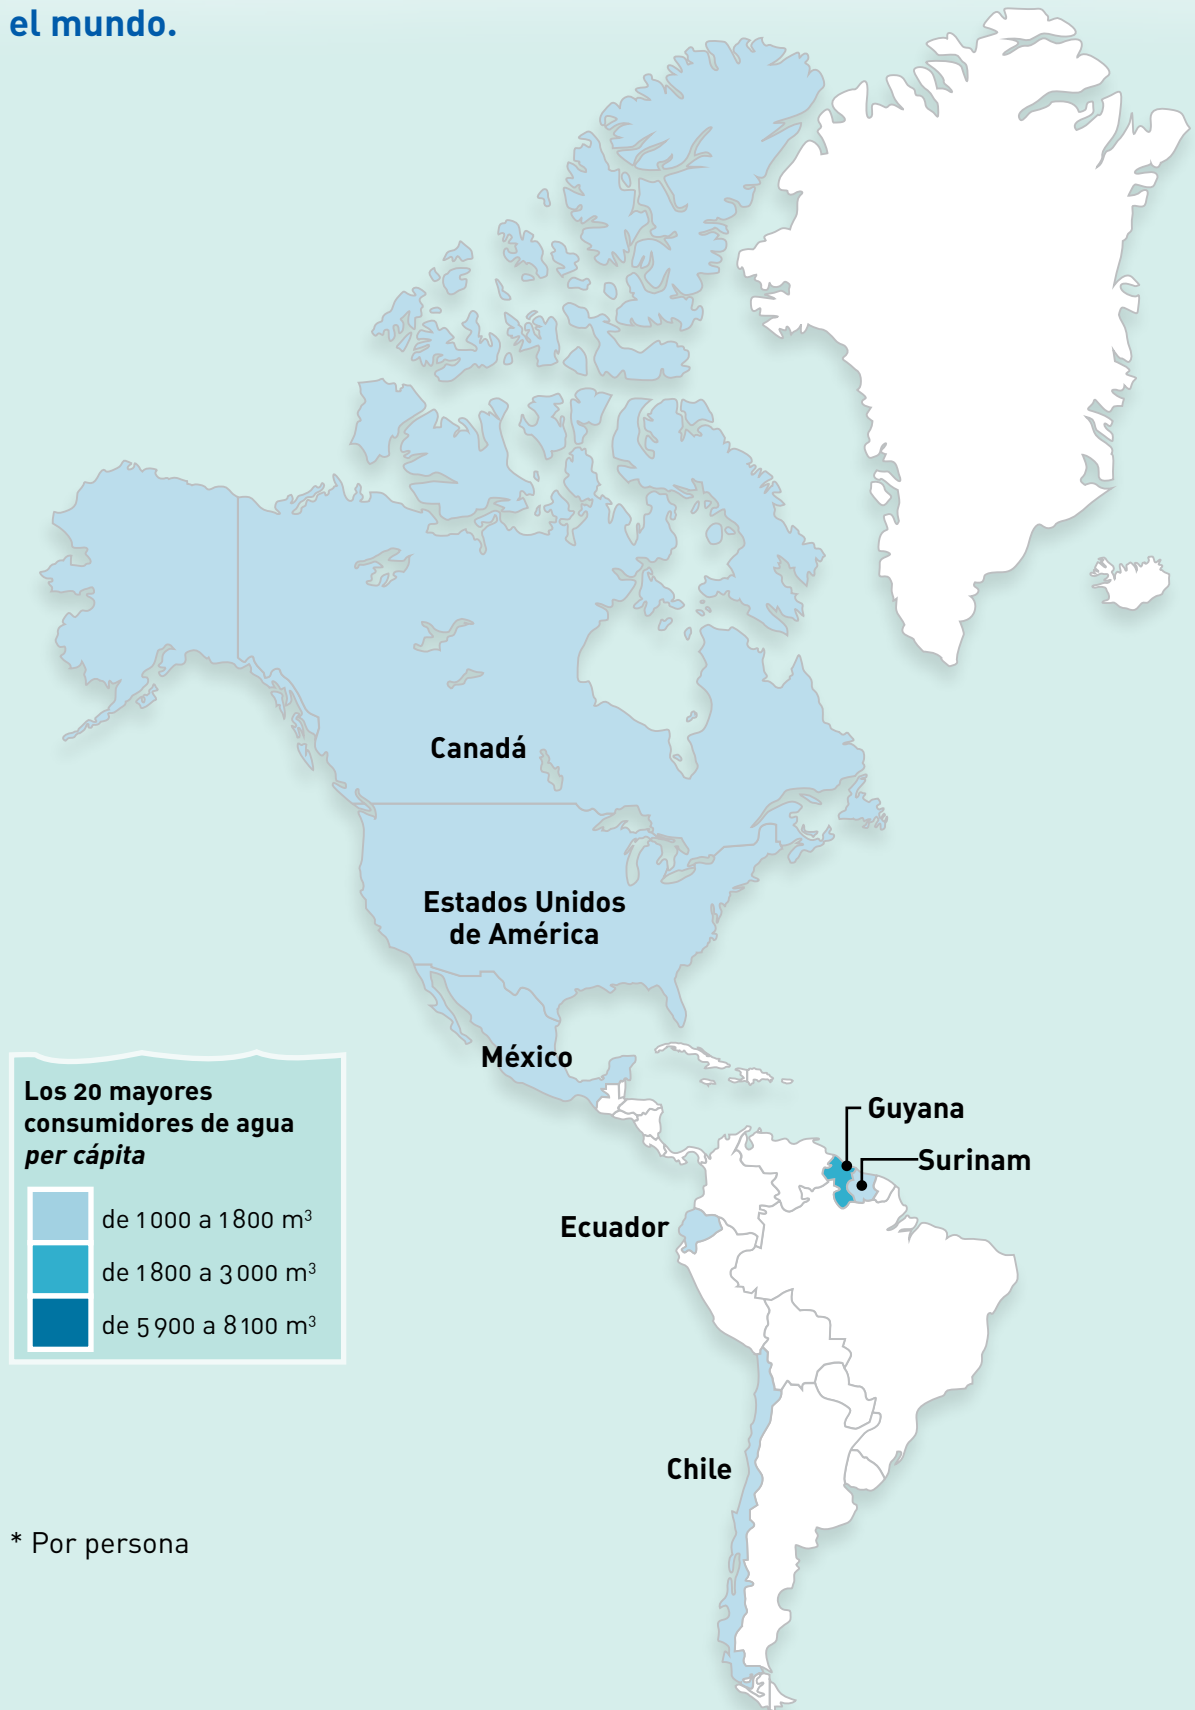 el mundo.
Canadá
Estados Unidos
de América
México
Guyana
Surinam
Ecuador
Chile
Los 20 mayores
consumidores de agua
per cápita
de 1000 a 1800 m³
de 1800 a 3000 m³
de 5900 a 8100 m³
* Por persona